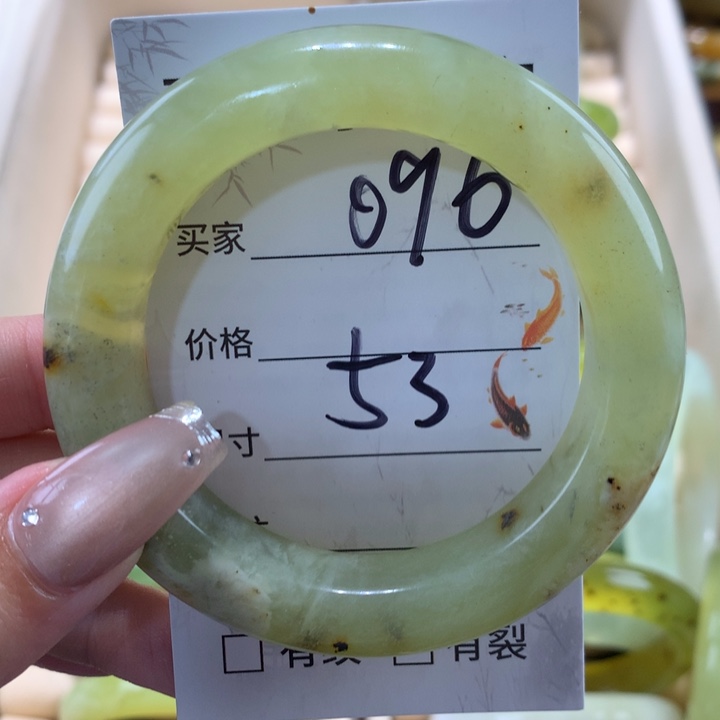 买家 096
价格
寸 53
有裂